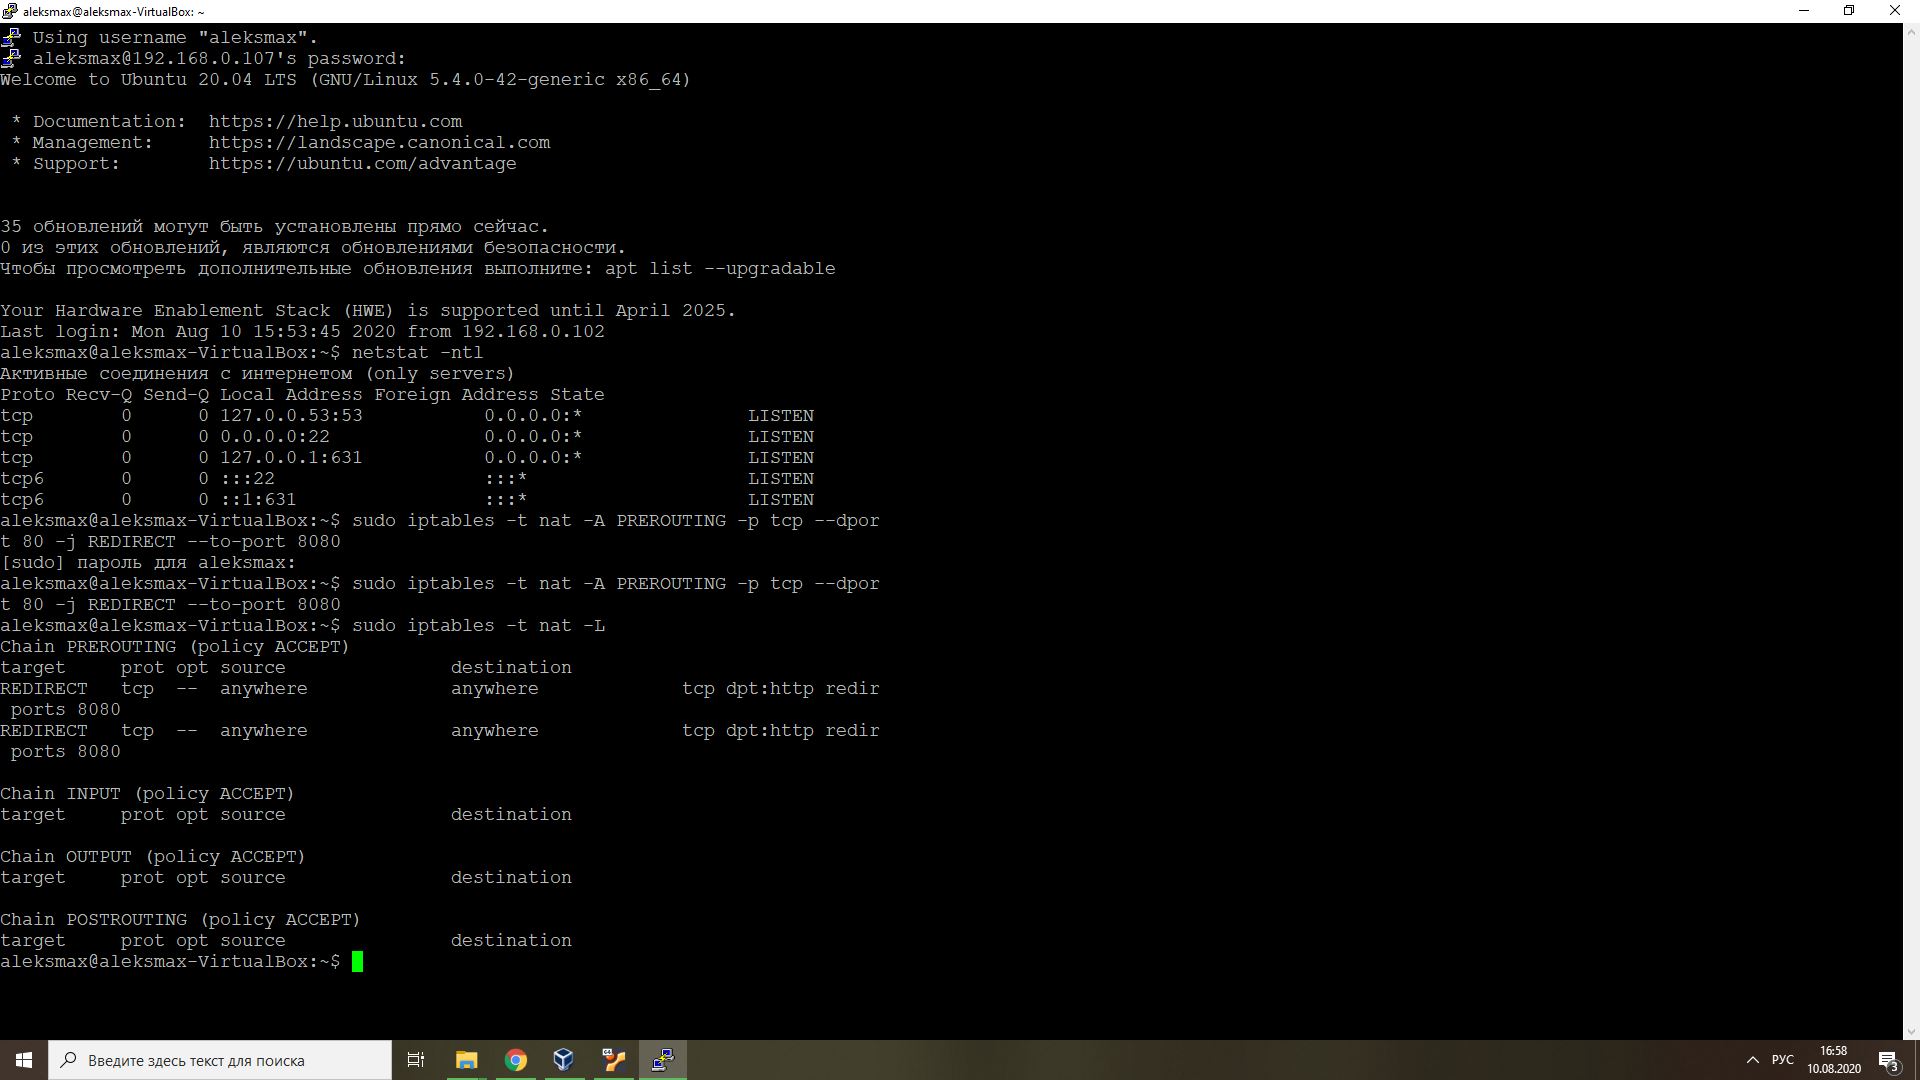 aleksmax@aleksmax-VirtualBox: ~
Using username "aleksmax".
aleksmax@192.168.0.107's password:
Welcome to Ubuntu 20.04 LTS (GNU/Linux 5.4.0-42-generic x86_64)
* Documentation:  https://help.ubuntu.com
* Management:     https://landscape.canonical.com
* Support:        https://ubuntu.com/advantage
35 обновлений могут быть установлены прямо сейчас.
0 из этих обновлений, являются обновлениями безопасности.
Чтобы просмотреть дополнительные обновления выполните: apt list --upgradable
Your Hardware Enablement Stack (HWE) is supported until April 2025.
Last login: Mon Aug 10 15:53:45 2020 from 192.168.0.102
aleksmax@aleksmax-VirtualBox:~$ netstat -ntl
Активные соединения с интернетом (only servers)
Proto Recv-Q Send-Q Local Address Foreign Address State
tcp        0      0 127.0.0.53:53           0.0.0.0:*               LISTEN
tcp        0      0 0.0.0.0:22              0.0.0.0:*               LISTEN
tcp        0      0 127.0.0.1:631           0.0.0.0:*               LISTEN
tcp6       0      0 :::22                   :::*                    LISTEN
tcp6       0      0 ::1:631                 :::*                    LISTEN
aleksmax@aleksmax-VirtualBox:~$ sudo iptables -t nat -A PREROUTING -p tcp --dpor
t 80 -j REDIRECT --to-port 8080
[sudo] пароль для aleksmax:
aleksmax@aleksmax-VirtualBox:~$ sudo iptables -t nat -A PREROUTING -p tcp --dpor
t 80 -j REDIRECT --to-port 8080
aleksmax@aleksmax-VirtualBox:~$ sudo iptables -t nat -L
Chain PREROUTING (policy ACCEPT)
target     prot opt source               destination
REDIRECT   tcp  --  anywhere             anywhere             tcp dpt:http redir
ports 8080
REDIRECT   tcp  --  anywhere             anywhere             tcp dpt:http redir
ports 8080
Chain INPUT (policy ACCEPT)
target     prot opt source               destination
Chain OUTPUT (policy ACCEPT)
target     prot opt source               destination
Chain POSTROUTING (policy ACCEPT)
target     prot opt source               destination
aleksmax@aleksmax-VirtualBox:~$
Введите здесь текст для поиска
РУС
16:58
10.08.2020
3